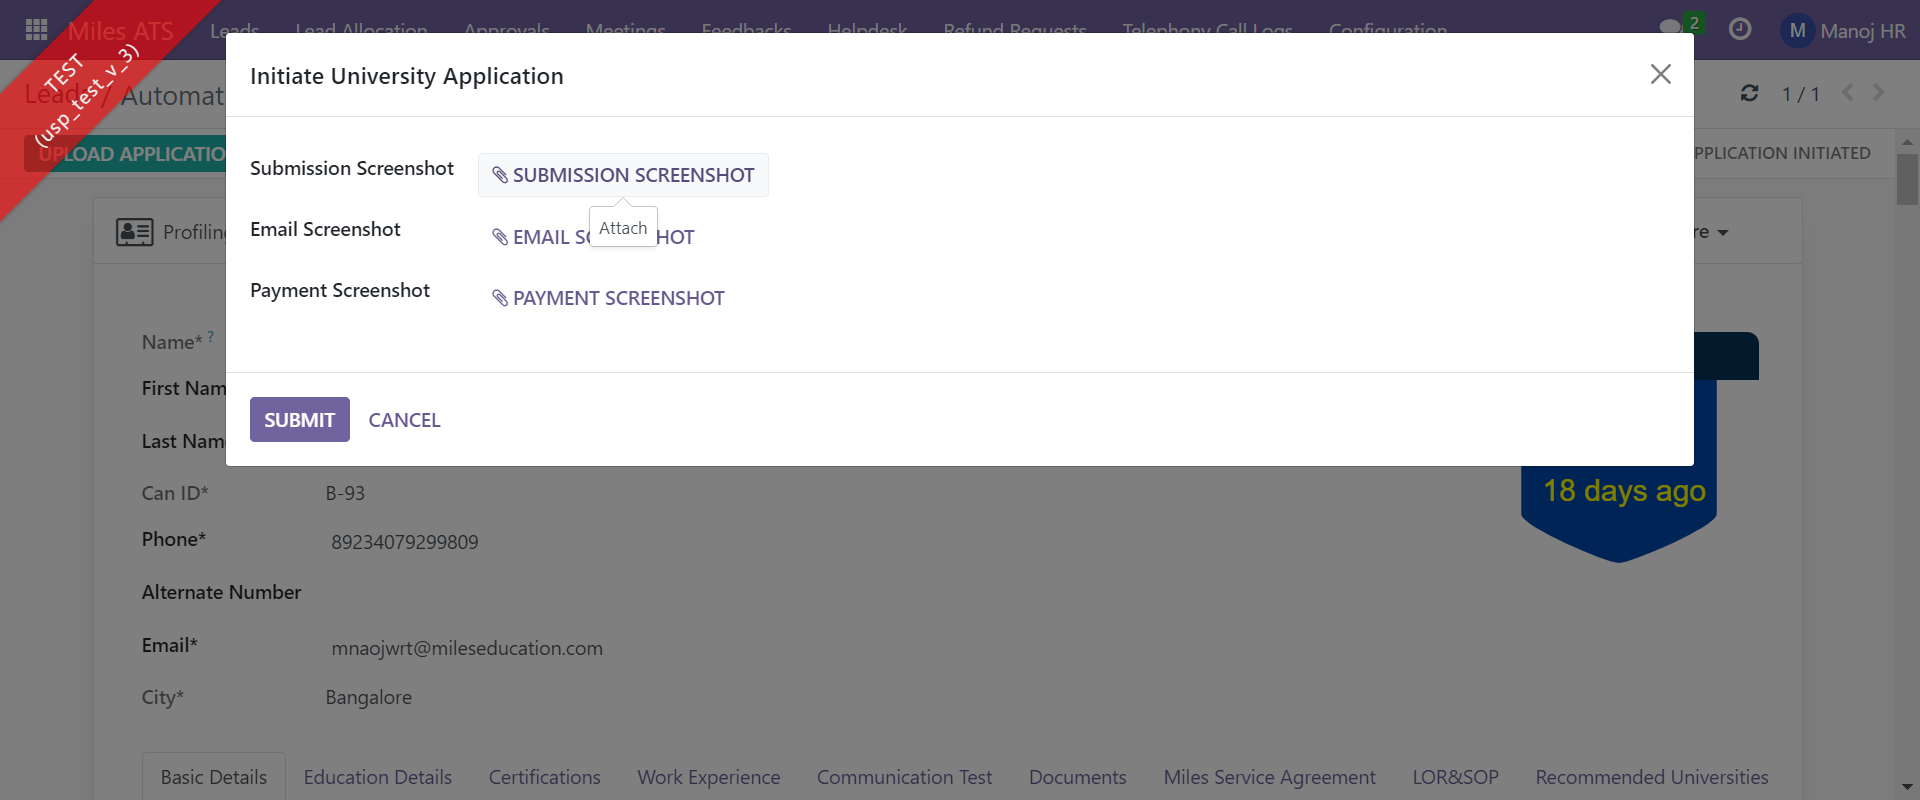 Miles ATS Leads Lead Allocation Approvals Meetings Feedbacks Helpdesk Refund Requests Telephony Call Logs Configuration 2 M Manoj HR
TEST
(usp_test_v_3)
Leads / Automat
1 / 1
UPLOAD APPLICATIO
PPLICATION INITIATED
Initiate University Application
Submission Screenshot SUBMISSION SCREENSHOT
Attach
Email Screenshot EMAIL SC HOT
Payment Screenshot PAYMENT SCREENSHOT
SUBMIT CANCEL
Profiling
re
Name* ?
First Nam
Last Nam
Can ID* B-93
18 days ago
Phone* 89234079299809
Alternate Number
Email* mnaojwrt@mileseducation.com
City* Bangalore
Basic Details Education Details Certifications Work Experience Communication Test Documents Miles Service Agreement LOR&SOP Recommended Universities